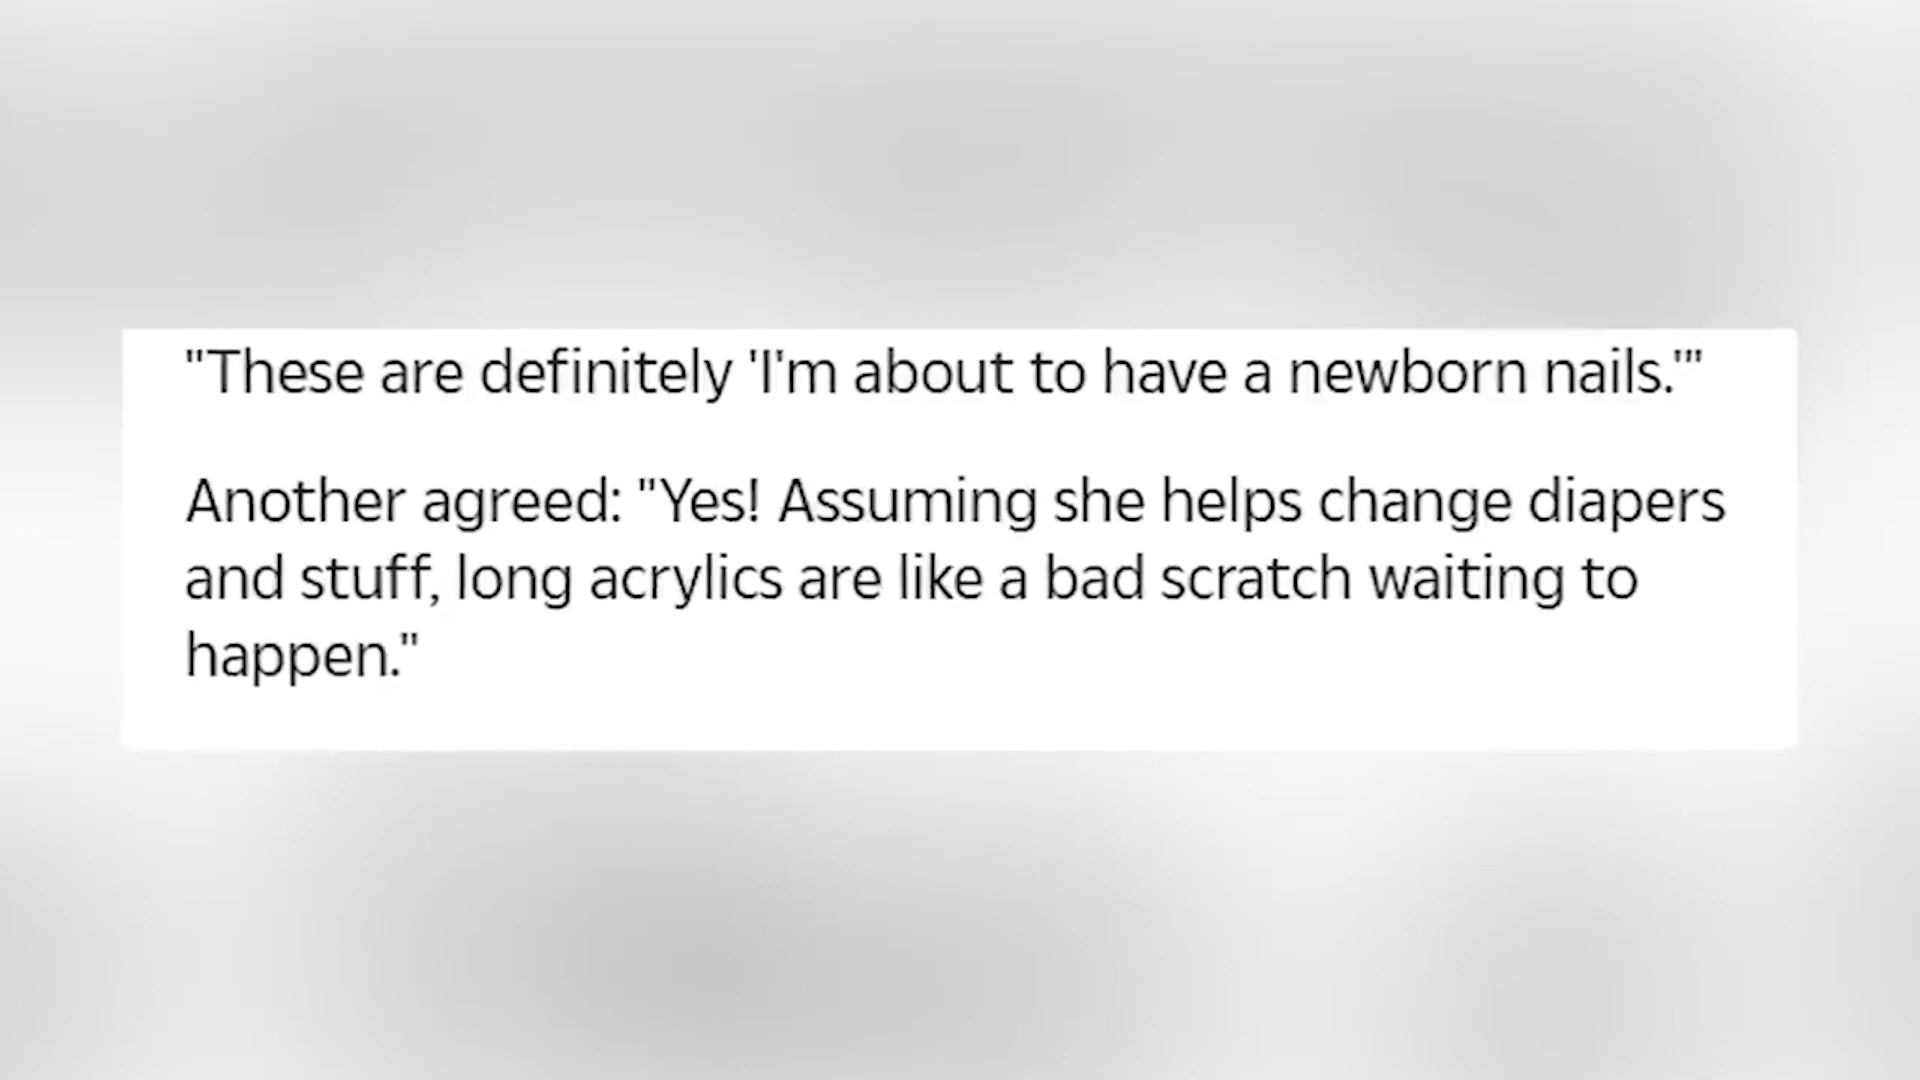 "These are definitely 'I'm about to have a newborn nails.'"
Another agreed: "Yes! Assuming she helps change diapers
and stuff, long acrylics are like a bad scratch waiting to
happen."